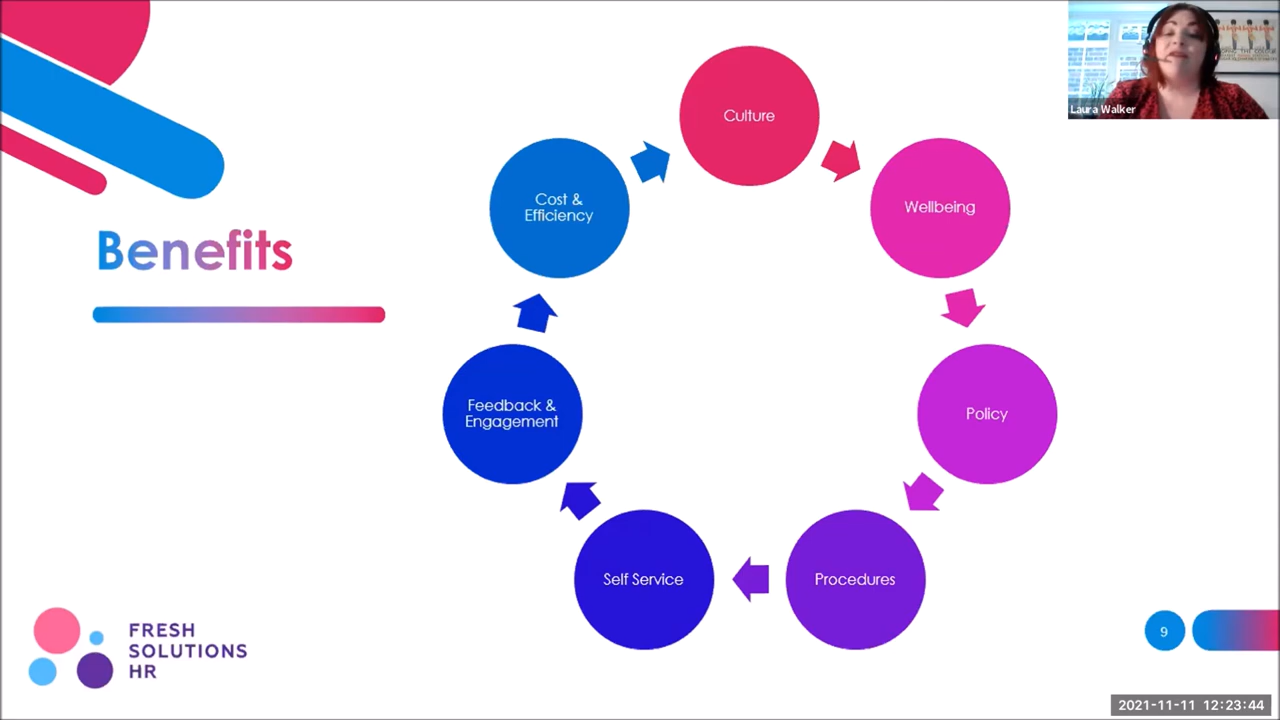 Benefits
Culture
Wellbeing
Policy
Procedures
Self Service
Feedback &
Engagement
Cost &
Efficiency
Laura Walker
FRESH
SOLUTIONS
HR
9
2021-11-11 12:23:44